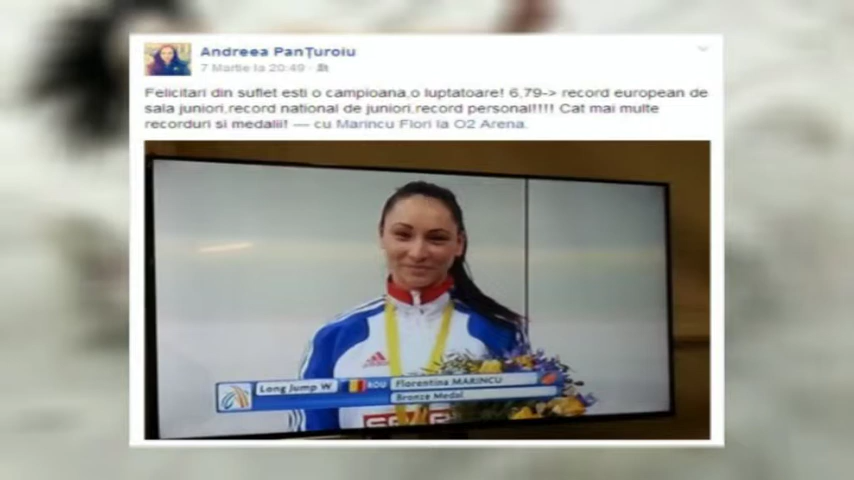 Andreea PanȚuroiu
7 Martie la 20:49 ·
Felicitari din suflet esti o campioana,o luptatoare! 6,79-> record european de
sala juniori,record national de juniori,record personal!!!! Cat mai multe
recorduri si medalii! — cu Marincu Flori la O2 Arena.
Long Jump W ROU Florentina MARINCU
Bronze Medal